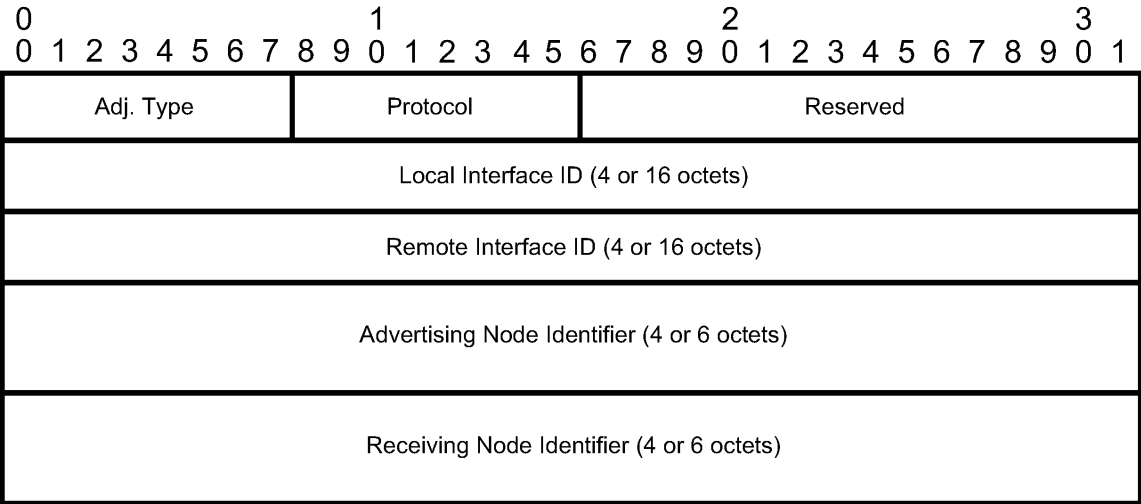 0 1 2 3
0 1 2 3 4 5 6 7 8 9 0 1 2 3 4 5 6 7 8 9 0 1 2 3 4 5 6 7 8 9 0 1
Adj. Type Protocol Reserved
Local Interface ID (4 or 16 octets)
Remote Interface ID (4 or 16 octets)
Advertising Node Identifier (4 or 6 octets)
Receiving Node Identifier (4 or 6 octets)